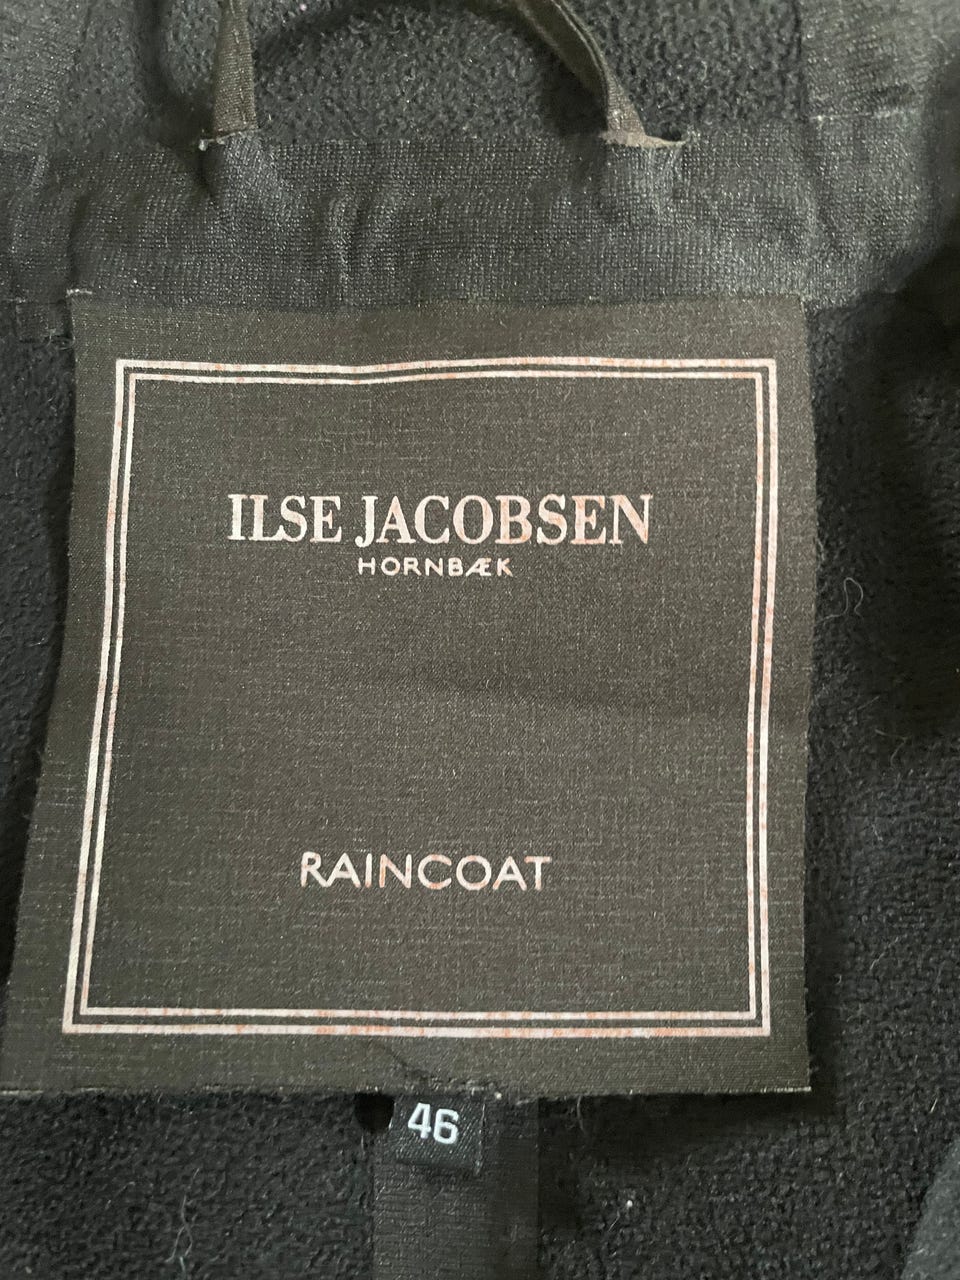 ILSE JACOBSEN
HORNBÆK
RAINCOAT
46